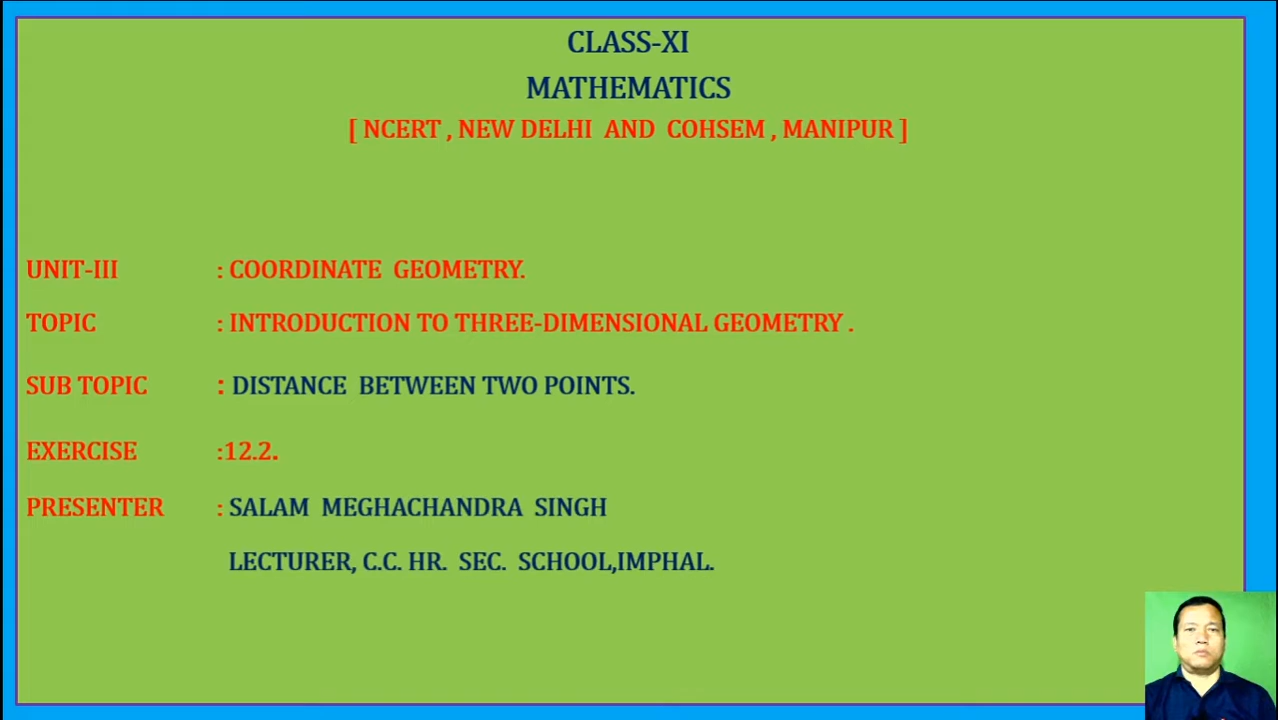 CLASS-XI
MATHEMATICS
[ NCERT , NEW DELHI AND COHSEM , MANIPUR ]
UNIT-III : COORDINATE GEOMETRY.
TOPIC : INTRODUCTION TO THREE-DIMENSIONAL GEOMETRY .
SUB TOPIC : DISTANCE BETWEEN TWO POINTS.
EXERCISE :12.2.
PRESENTER : SALAM MEGHACHANDRA SINGH
LECTURER, C.C. HR. SEC. SCHOOL,IMPHAL.